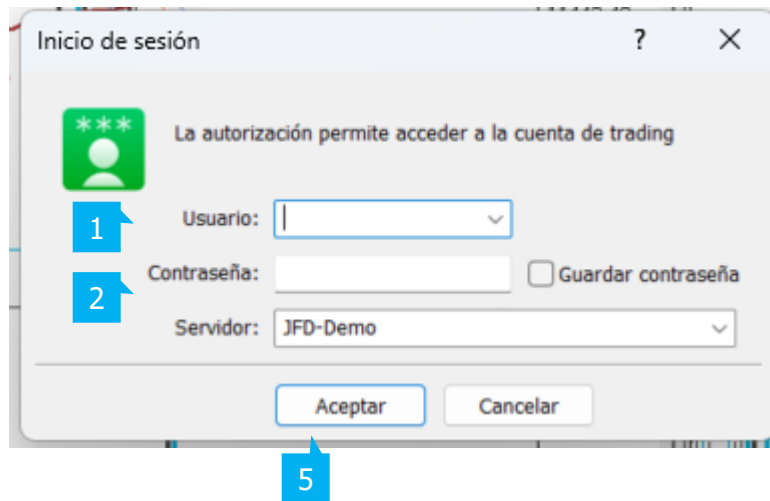 Inicio de sesión ?
***
La autorización permite acceder a la cuenta de trading
1
Usuario:
2
Contraseña:
Guardar contraseña
Servidor: JFD-Demo
Aceptar Cancelar
5